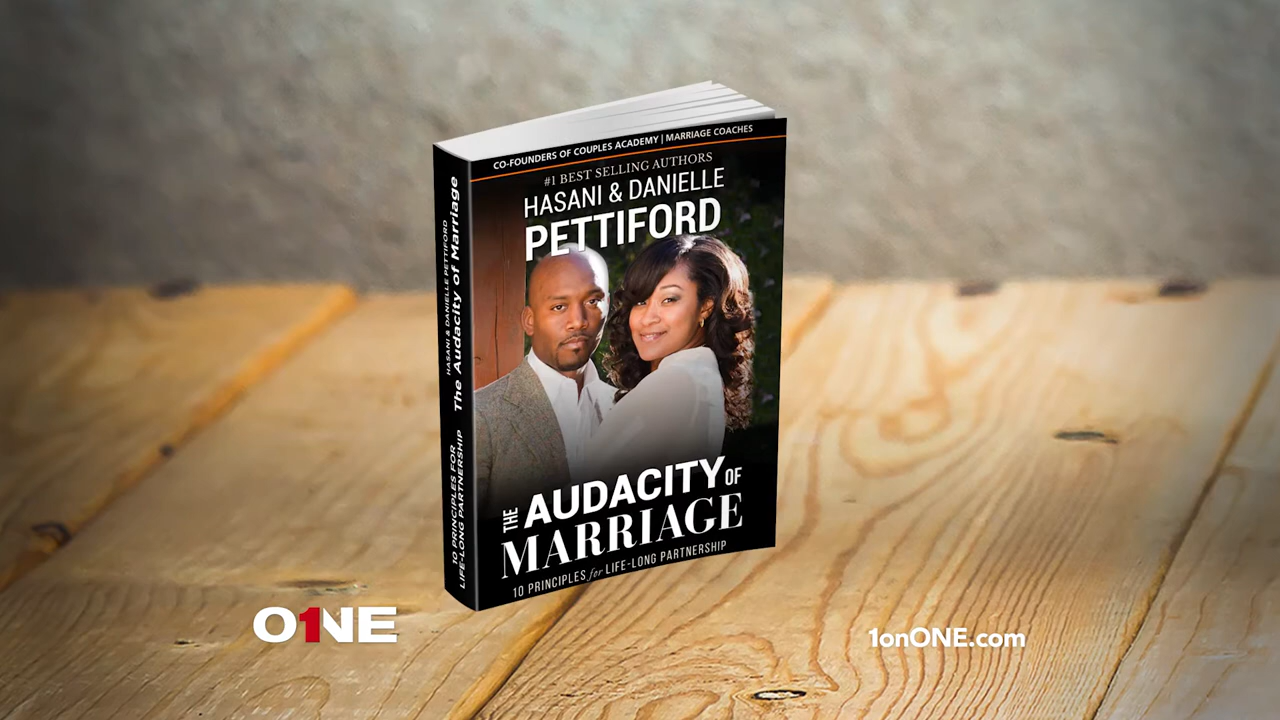 CO-FOUNDERS OF COUPLES ACADEMY | MARRIAGE COACHES
#1 BEST SELLING AUTHORS
HASANI & DANIELLE
PETTIFORD
THE AUDACITY OF
MARRIAGE
10 PRINCIPLES for LIFE-LONG PARTNERSHIP
HASANI & DANIELLE PETTIFORD
The Audacity of Marriage
10 PRINCIPLES FOR
LIFE-LONG PARTNERSHIP
O1NE
1onONE.com